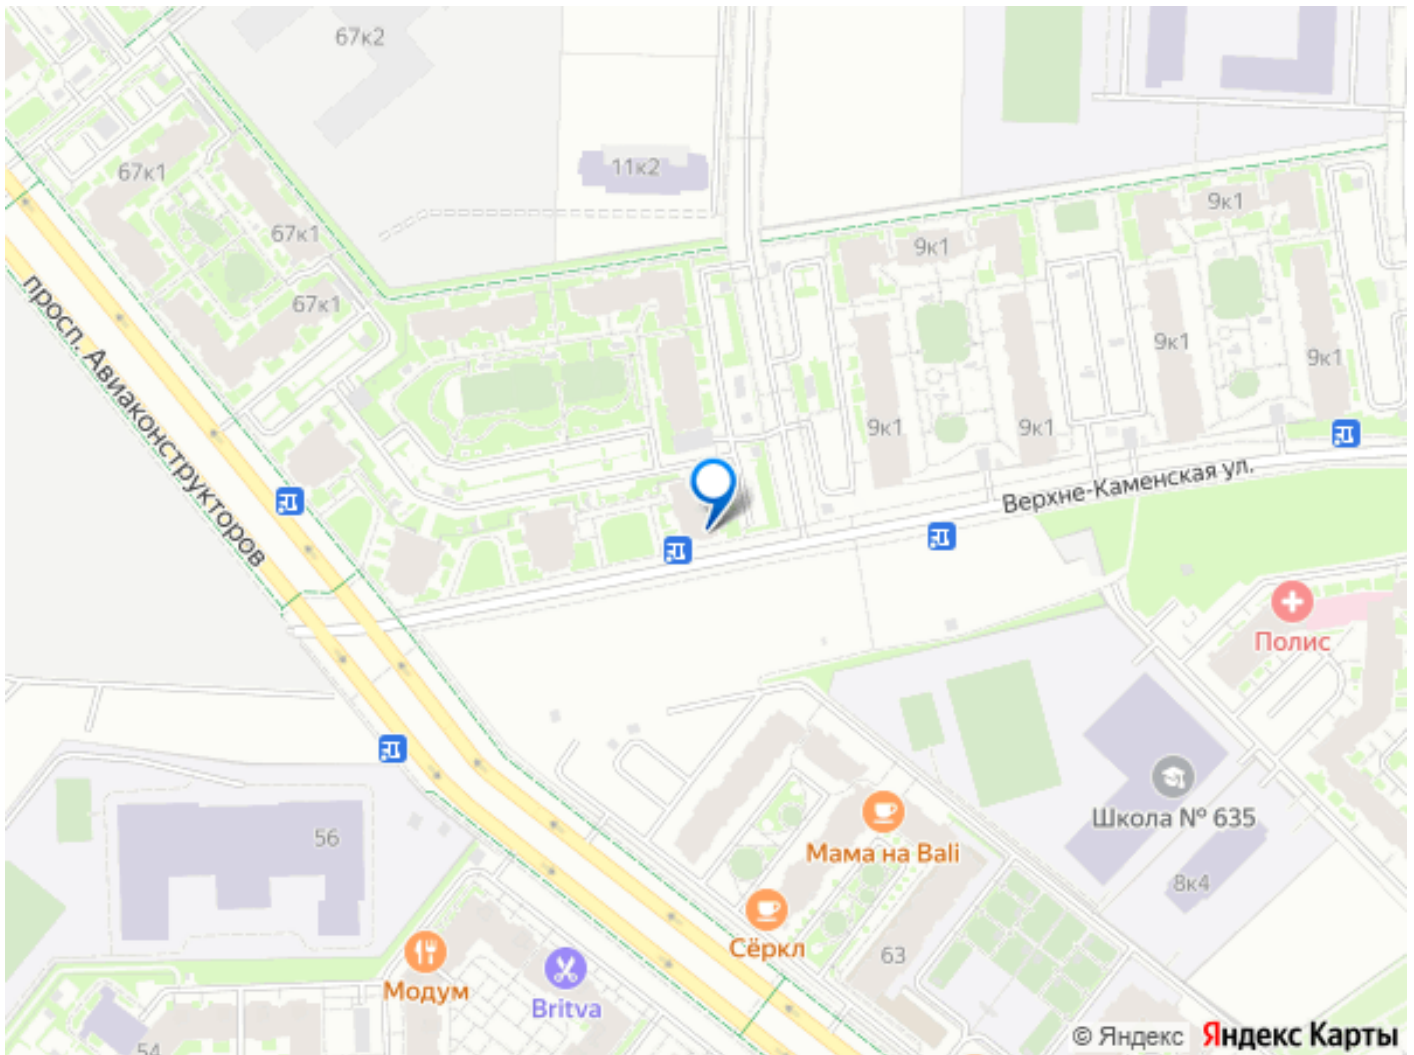 67к2
67к1
11к2
9к1
67к1
9к1
67к1
9к1
9к1
просп. Авиаконструкторов
9к1
9к1
Верхне-Каменская ул.
Полис
Школа № 635
56
Мама на Bali
8к4
Сёркл
63
Модум
Britva
54
© Яндекс Яндекс Карты